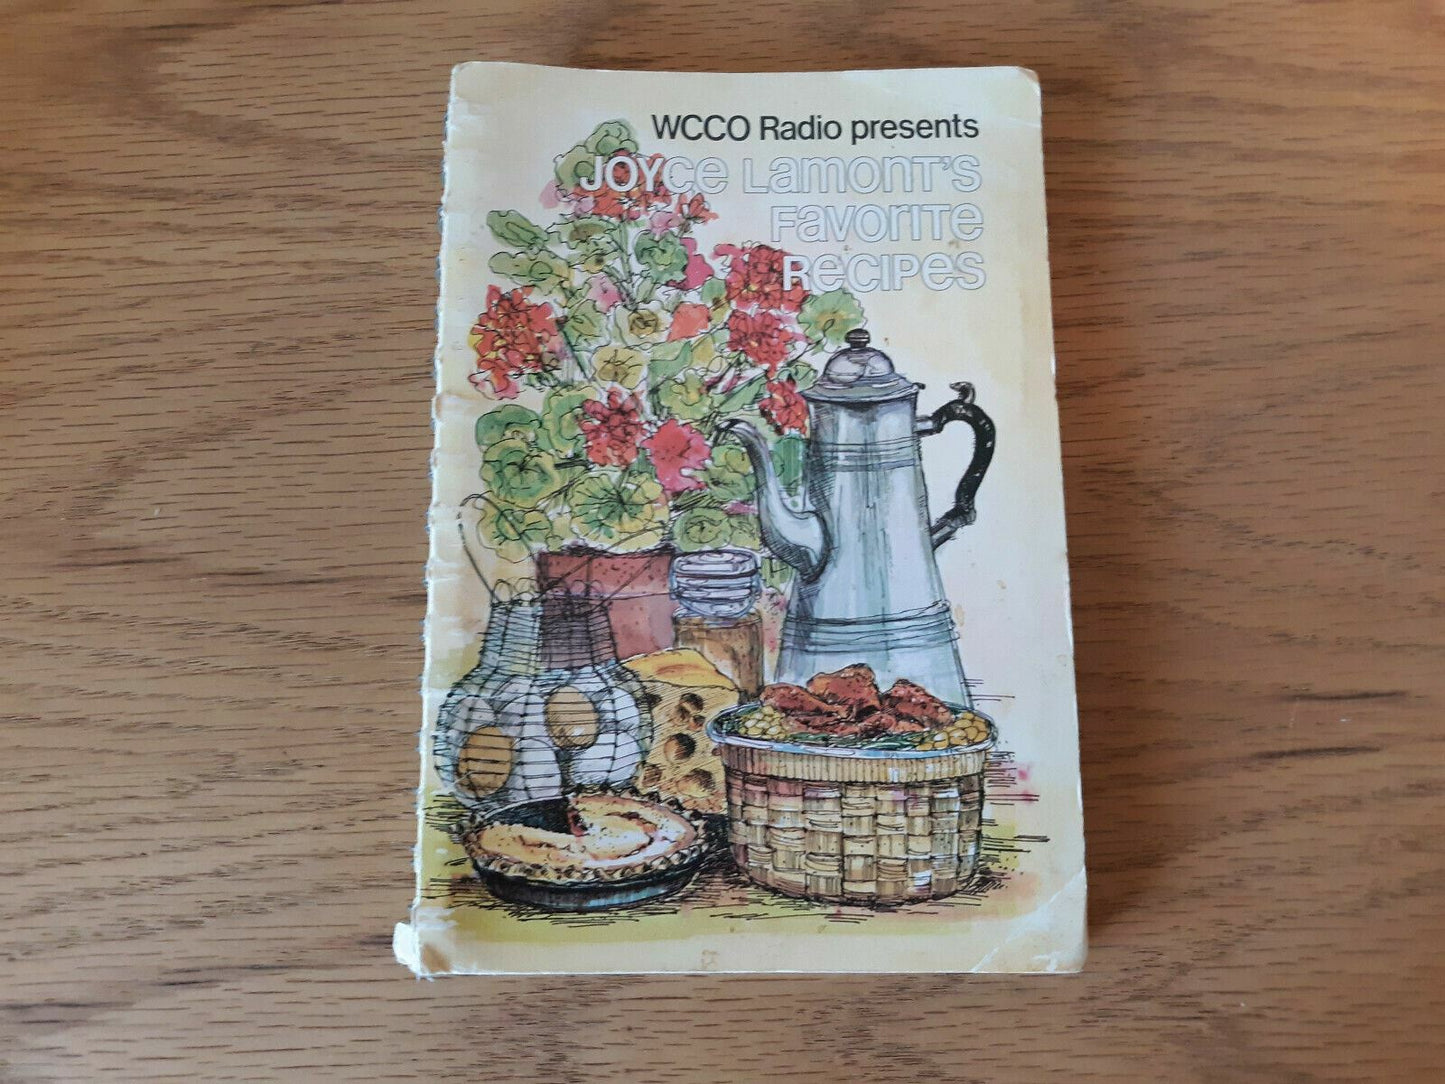 WCCO Radio presents
JOYce Lamont's
Favorite
Recipes